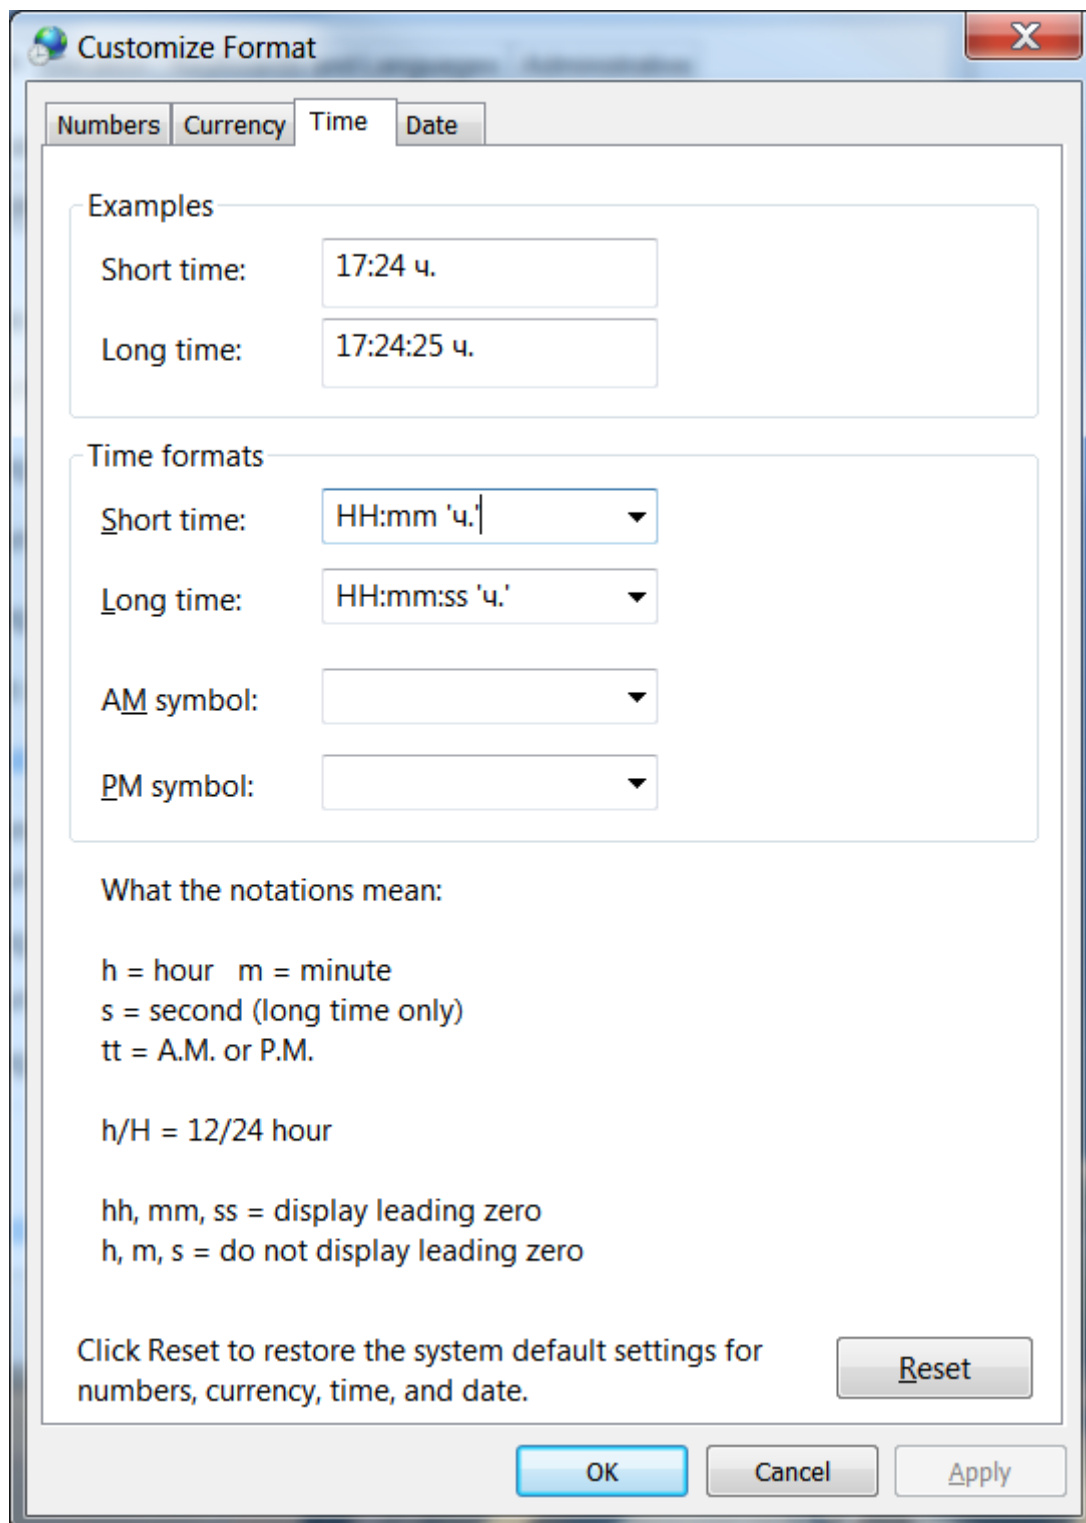 Customize Format
Numbers Currency Time Date
Examples
Short time: 17:24 ч.
Long time: 17:24:25 ч.
Time formats
Short time: HH:mm 'ч.'
Long time: HH:mm:ss 'ч.'
AM symbol:
PM symbol:
What the notations mean:
h = hour m = minute
s = second (long time only)
tt = A.M. or P.M.
h/H = 12/24 hour
hh, mm, ss = display leading zero
h, m, s = do not display leading zero
Click Reset to restore the system default settings for
numbers, currency, time, and date.
Reset
OK Cancel Apply